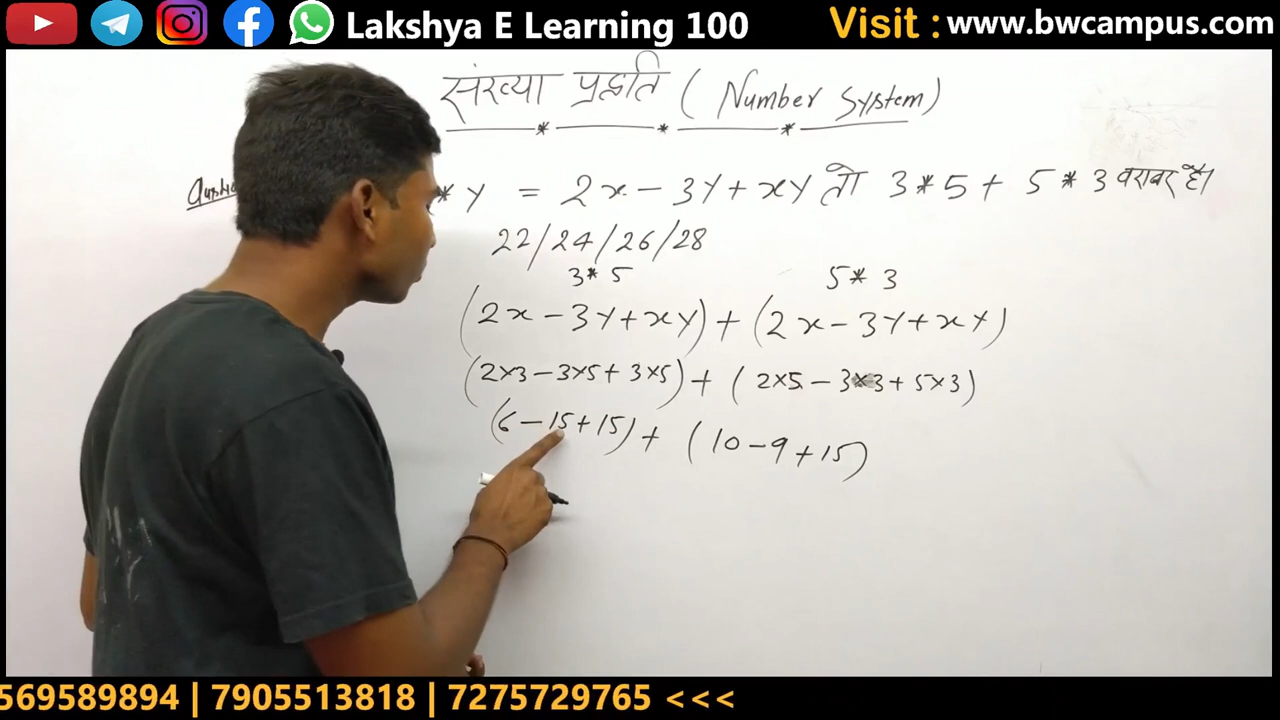 Lakshya E Learning 100
Visit : www.bwcampus.com
संख्या पद्धति ( Number System )
* y = 2x - 3y + xy तो 3 * 5 + 5 * 3 बराबर है।
22/24/26/28
3 * 5 5 * 3
(2x - 3y + xy) + (2x - 3y + xy)
(2×3 - 3×5 + 3×5) + (2×5 - 3×3 + 5×3)
(6 - 15 + 15) + (10 - 9 + 15)
569589894 | 7905513818 | 7275729765 <<<